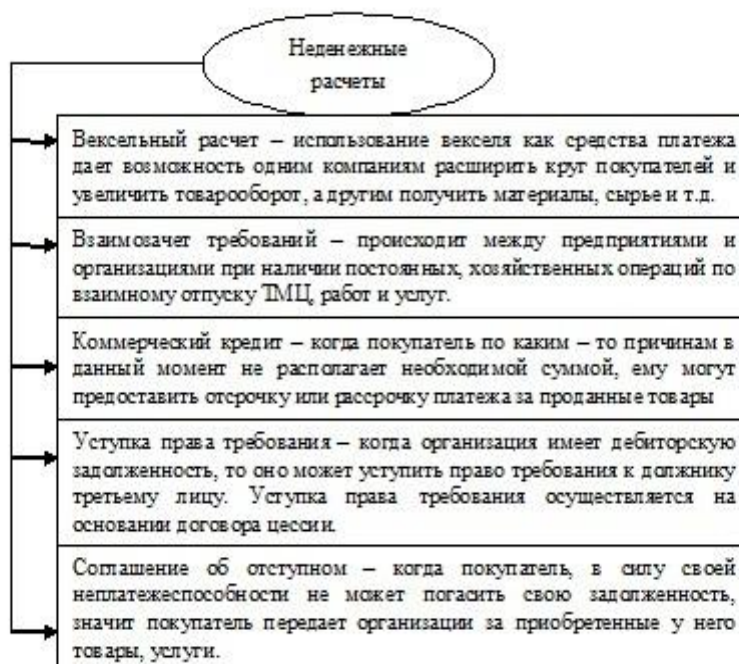 Неденежные
расчеты
Вексельный расчет – использование векселя как средства платежа
дает возможность одним компаниям расширить круг покупателей и
увеличить товарооборот, а другим получить материалы, сырье и т.д.
Взаимозачет требований – происходит между предприятиями и
организациями при наличии постоянных, хозяйственных операций по
взаимному отпуску ТМЦ, работ и услуг.
Коммерческий кредит – когда покупатель по каким – то причинам в
данный момент не располагает необходимой суммой, ему могут
предоставить отсрочку или рассрочку платежа за проданные товары
Уступка права требования – когда организация имеет дебиторскую
задолженность, то оно может уступить право требования к должнику
третьему лицу. Уступка права требования осуществляется на
основании договора цессии.
Соглашение об отступном – когда покупатель, в силу своей
неплатежеспособности не может погасить свою задолженность,
значит покупатель передает организации за приобретенные у него
товары, услуги.